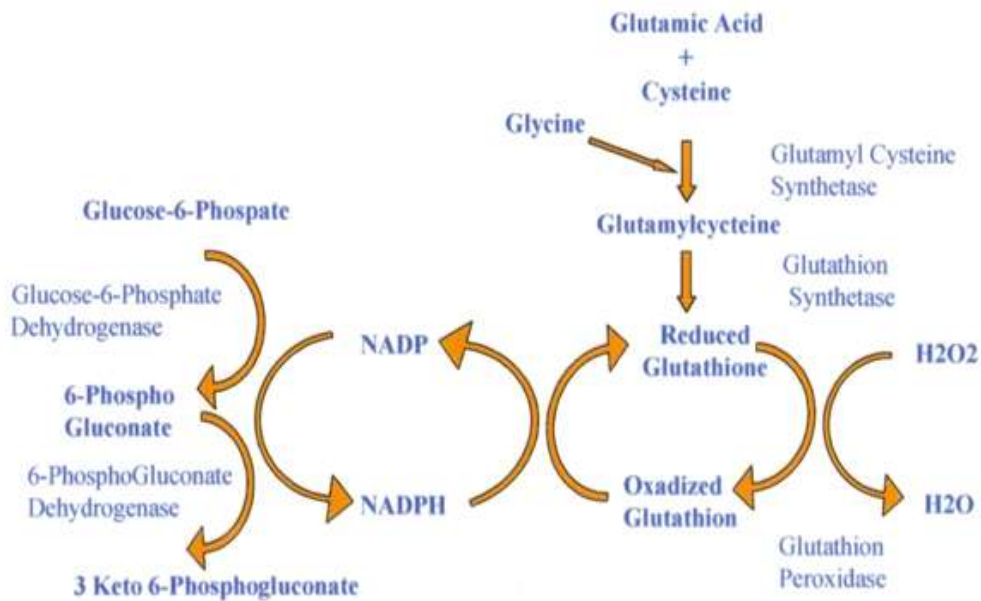 Glutamic Acid
+
Cysteine
Glycine
Glutamyl Cysteine
Synthetase
Glucose-6-Phospate
Glutamylcycteine
Glucose-6-Phosphate
Dehydrogenase
Glutathion
Synthetase
NADP
Reduced
Glutathione
H2O2
6-Phospho
Gluconate
6-PhosphoGluconate
Dehydrogenase
NADPH
Oxadized
Glutathion
H2O
Glutathion
Peroxidase
3 Keto 6-Phosphogluconate